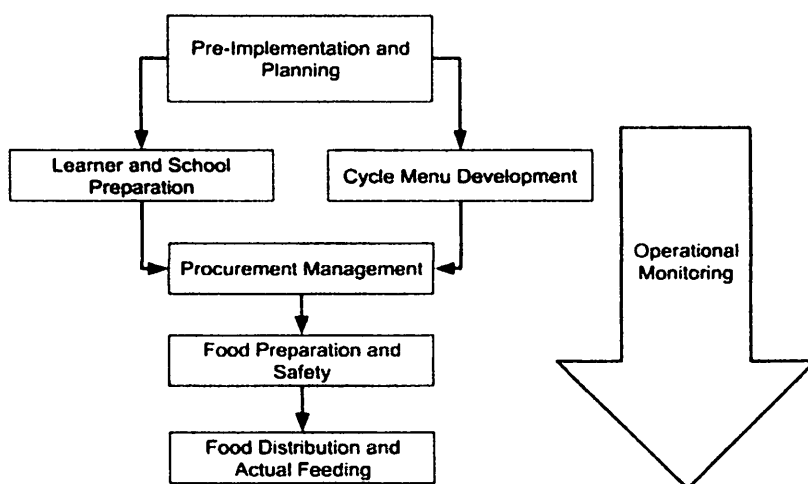 Pre-Implementation and
Planning
Learner and School
Preparation
Cycle Menu Development
Procurement Management
Operational
Monitoring
Food Preparation and
Safety
Food Distribution and
Actual Feeding